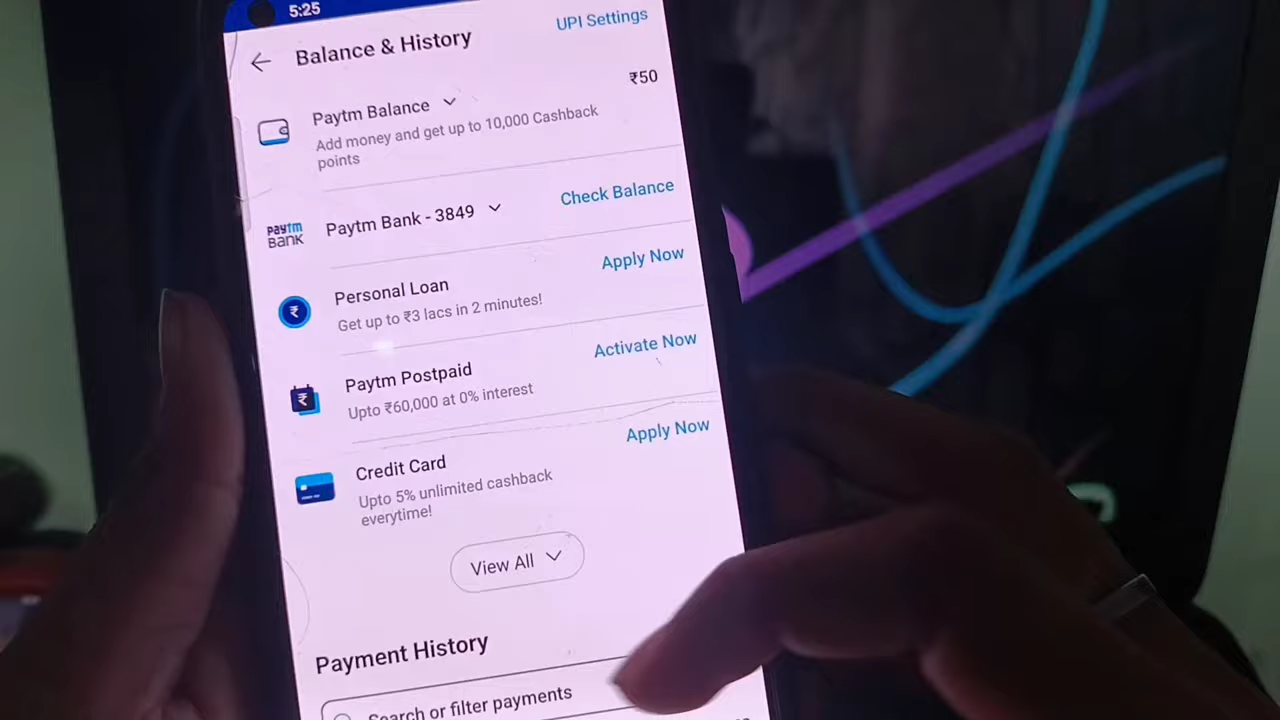 5:25
Balance & History
UPI Settings
Paytm Balance
₹50
Add money and get up to 10,000 Cashback
points
paytm
BANK
Paytm Bank - 3849
Check Balance
Personal Loan
Apply Now
Get up to ₹3 lacs in 2 minutes!
Paytm Postpaid
Activate Now
Upto ₹60,000 at 0% interest
Credit Card
Apply Now
Upto 5% unlimited cashback
everytime!
View All
Payment History
Search or filter payments